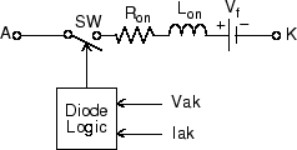 SW Ron Lon Vf
A + − K
Diode
Logic
Vak
Iak